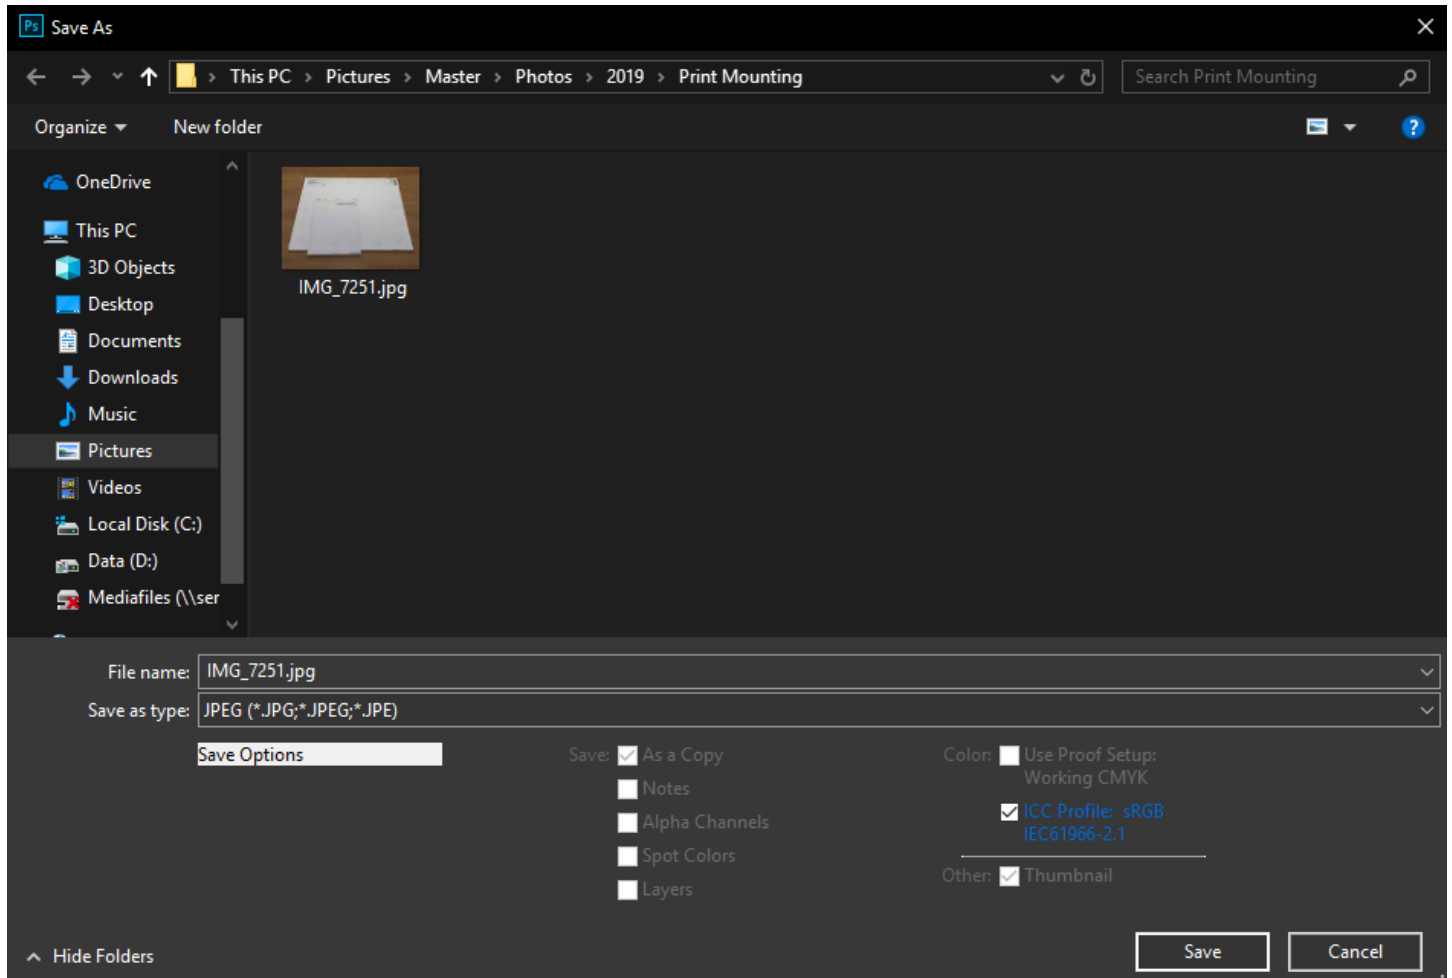 Ps Save As
This PC > Pictures > Master > Photos > 2019 > Print Mounting
Search Print Mounting
Organize
New folder
?
OneDrive
This PC
3D Objects
Desktop
Documents
Downloads
Music
Pictures
Videos
Local Disk (C:)
Data (D:)
Mediafiles (\\ser
IMG_7251.jpg
File name: IMG_7251.jpg
Save as type: JPEG (*.JPG;*.JPEG;*.JPE)
Save Options
Save: As a Copy
Notes
Alpha Channels
Spot Colors
Layers
Color: Use Proof Setup:
Working CMYK
ICC Profile: sRGB
IEC61966-2.1
Other: Thumbnail
Hide Folders
Save
Cancel